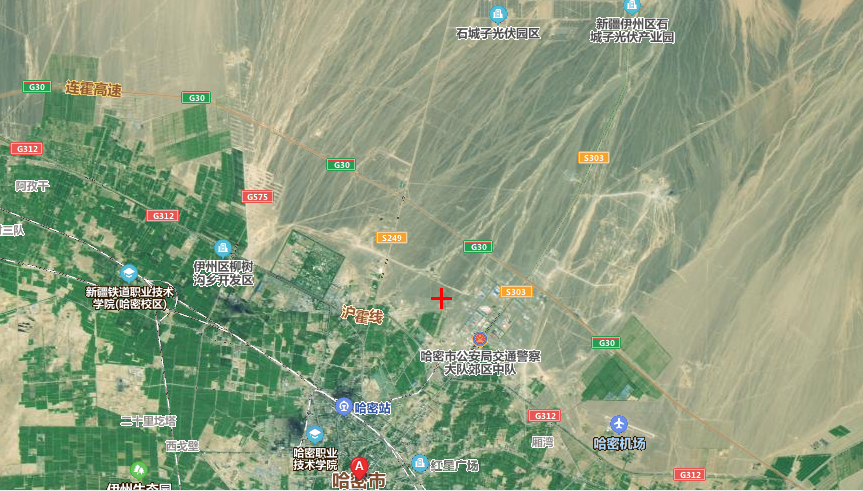 石城子光伏园区
新疆伊州区石
城子光伏产业园
G30
连霍高速
G30
G312
G30
S303
阿孜干
G575
G312
三队
S249
G30
伊州区柳树
沟乡开发区
新疆铁道职业技术
学院(哈密校区)
S303
沪霍线
哈密市公安局交通警察
大队郊区中队
G30
哈密站
G312
二十里圪塔
西戈壁
哈密职业
技术学院
厢湾
哈密机场
A
哈密市
红星广场
G312
伊州生态园